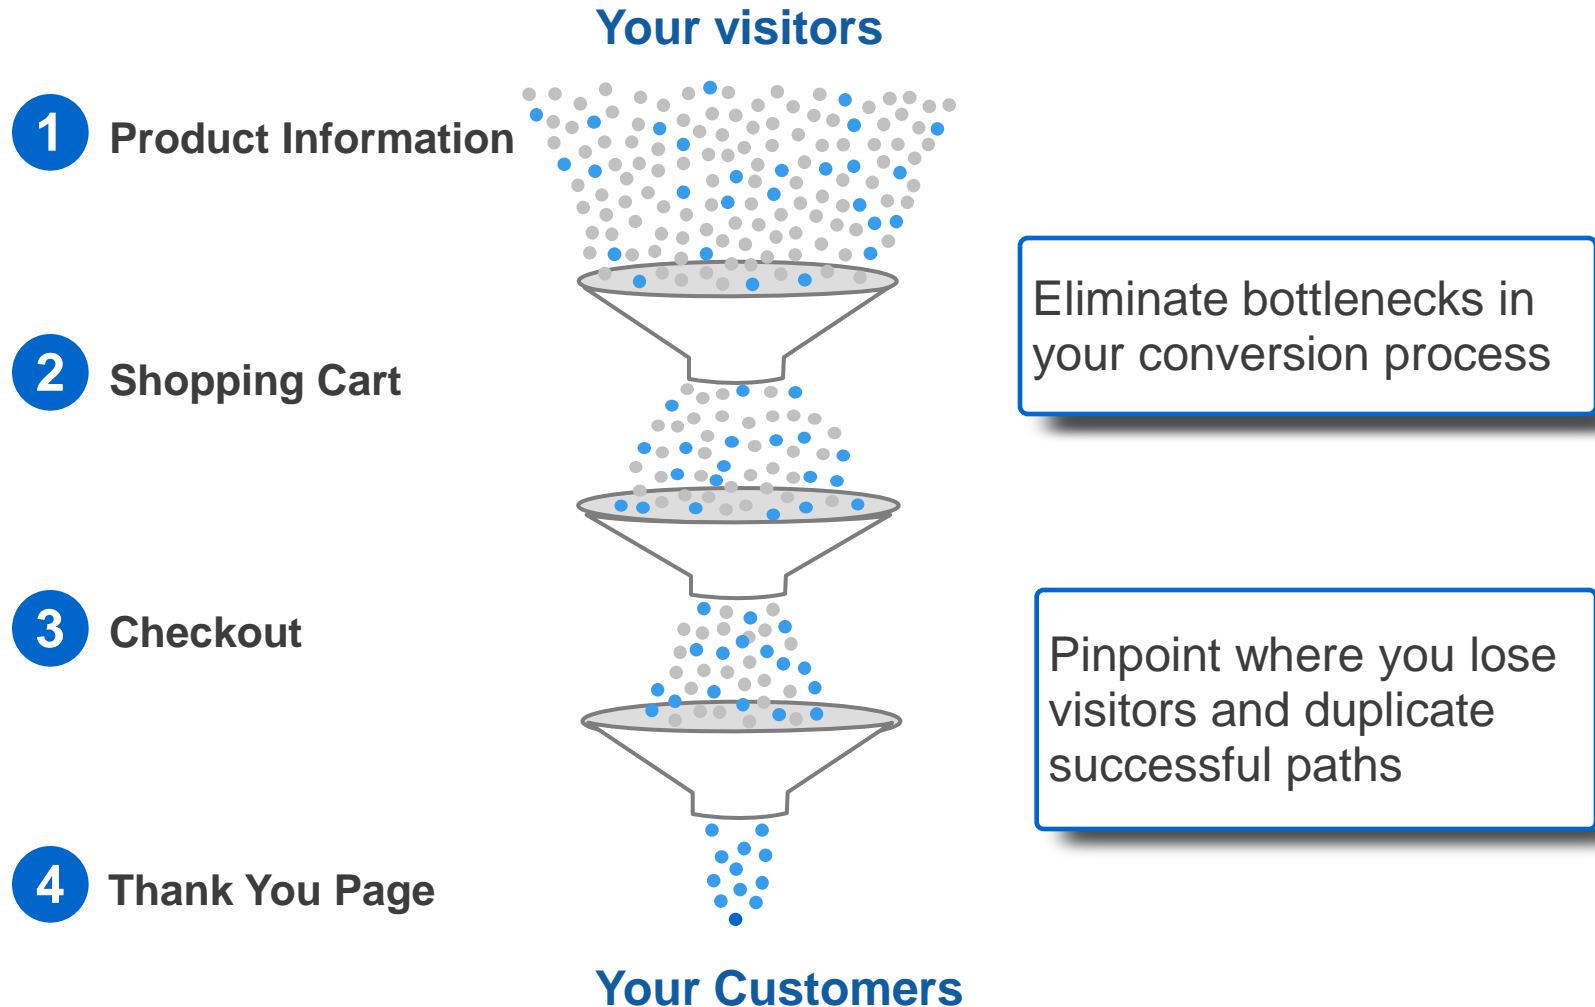 Your visitors
1 Product Information
2 Shopping Cart
Eliminate bottlenecks in
your conversion process
3 Checkout
Pinpoint where you lose
visitors and duplicate
successful paths
4 Thank You Page
Your Customers